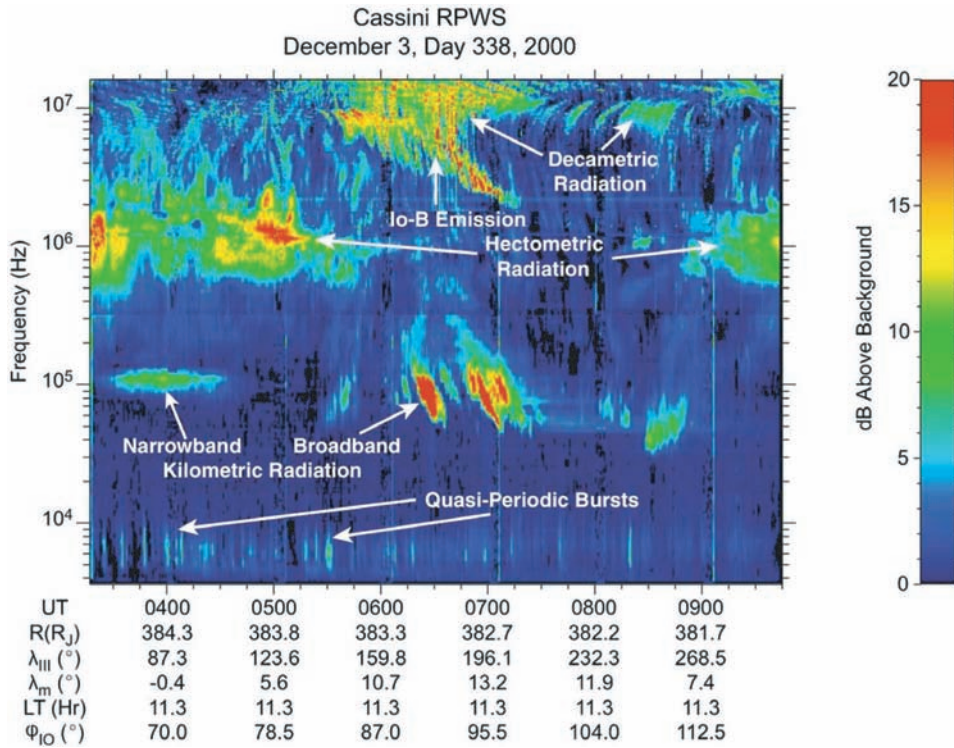 Cassini RPWS
December 3, Day 338, 2000
10⁷
10⁶
10⁵
10⁴
Frequency (Hz)
Decametric
Radiation
Io-B Emission
Hectometric
Radiation
Narrowband
Broadband
Kilometric Radiation
Quasi-Periodic Bursts
20
15
10
5
0
dB Above Background
UT 0400 0500 0600 0700 0800 0900
R(R_J) 384.3 383.8 383.3 382.7 382.2 381.7
λ_III (°) 87.3 123.6 159.8 196.1 232.3 268.5
λ_m (°) -0.4 5.6 10.7 13.2 11.9 7.4
LT (Hr) 11.3 11.3 11.3 11.3 11.3 11.3
φ_IO (°) 70.0 78.5 87.0 95.5 104.0 112.5